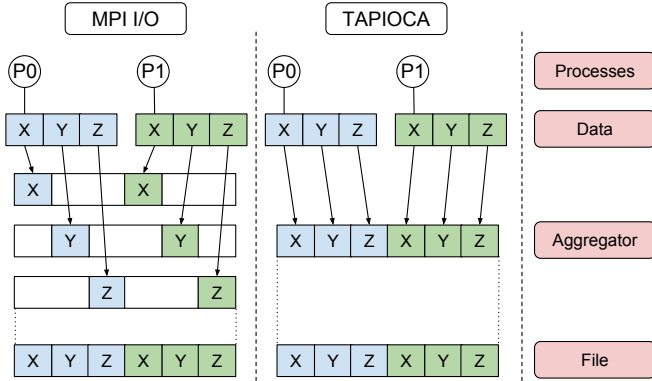 MPI I/O
TAPIOCA
P0
P1
P0
P1
Processes
X Y Z
X Y Z
X Y Z
X Y Z
Data
X
X
Y
Y
X Y Z X Y Z
Aggregator
Z
Z
X Y Z X Y Z
X Y Z X Y Z
File